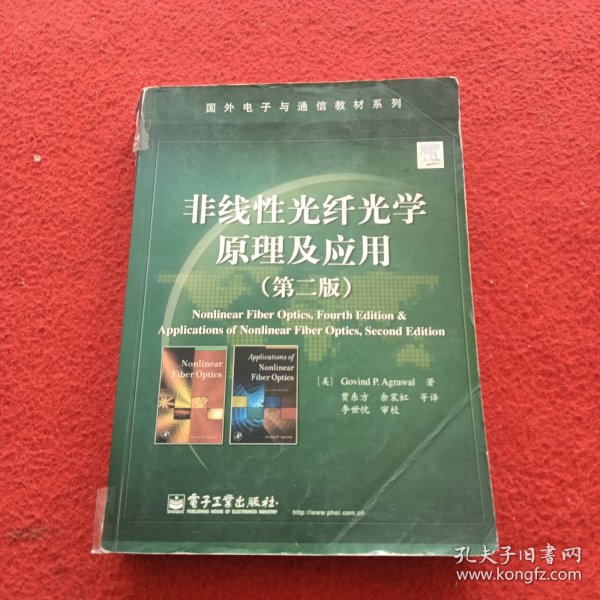 国外电子与通信教材系列
非线性光纤光学
原理及应用
(第二版)
Nonlinear Fiber Optics, Fourth Edition &
Applications of Nonlinear Fiber Optics, Second Edition
Nonlinear
Fiber Optics
Applications of
Nonlinear
Fiber Optics
[美] Govind P. Agrawal 著
贾东方 余震虹 等译
李世忱 审校
电子工业出版社·
PUBLISHING HOUSE OF ELECTRONICS INDUSTRY
http://www.phei.com.cn
孔夫子旧书网
www.kongfz.com